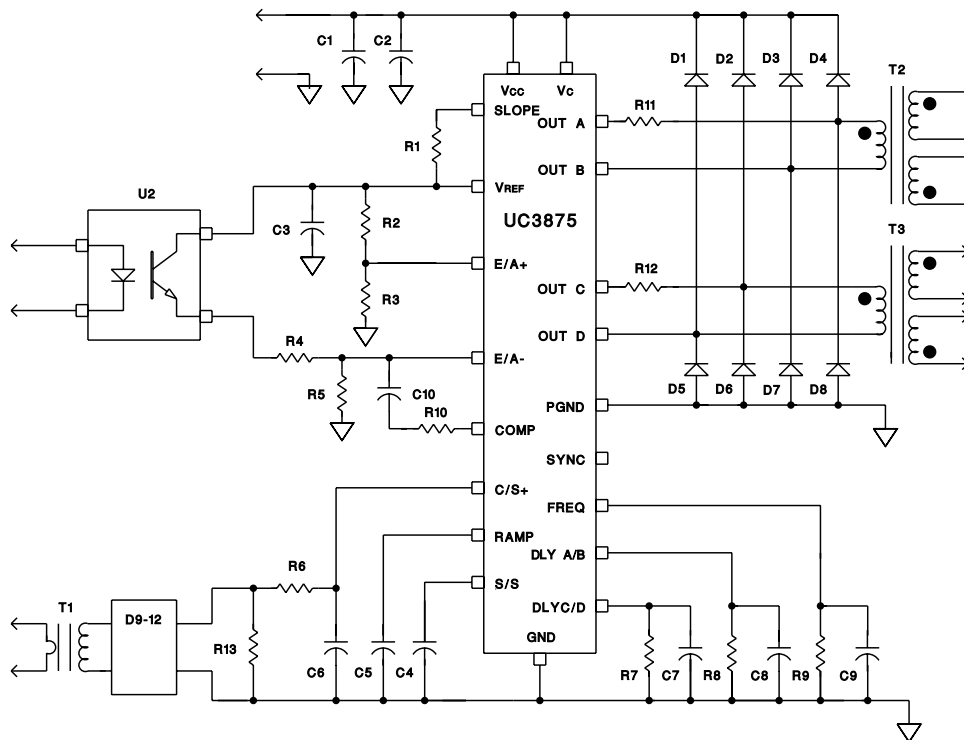 C1
C2
D1
D2
D3
D4
Vcc
Vc
T2
SLOPE
R11
OUT A
R1
OUT B
U2
VREF
UC3875
C3
R2
T3
E/A+
R12
R3
OUT C
R4
OUT D
E/A-
R5
C10
D5
D6
D7
D8
R10
PGND
COMP
SYNC
C/S+
FREQ
RAMP
DLY A/B
R6
S/S
T1
D9-12
DLYC/D
GND
R13
C6
C5
C4
R7
C7
R8
C8
R9
C9